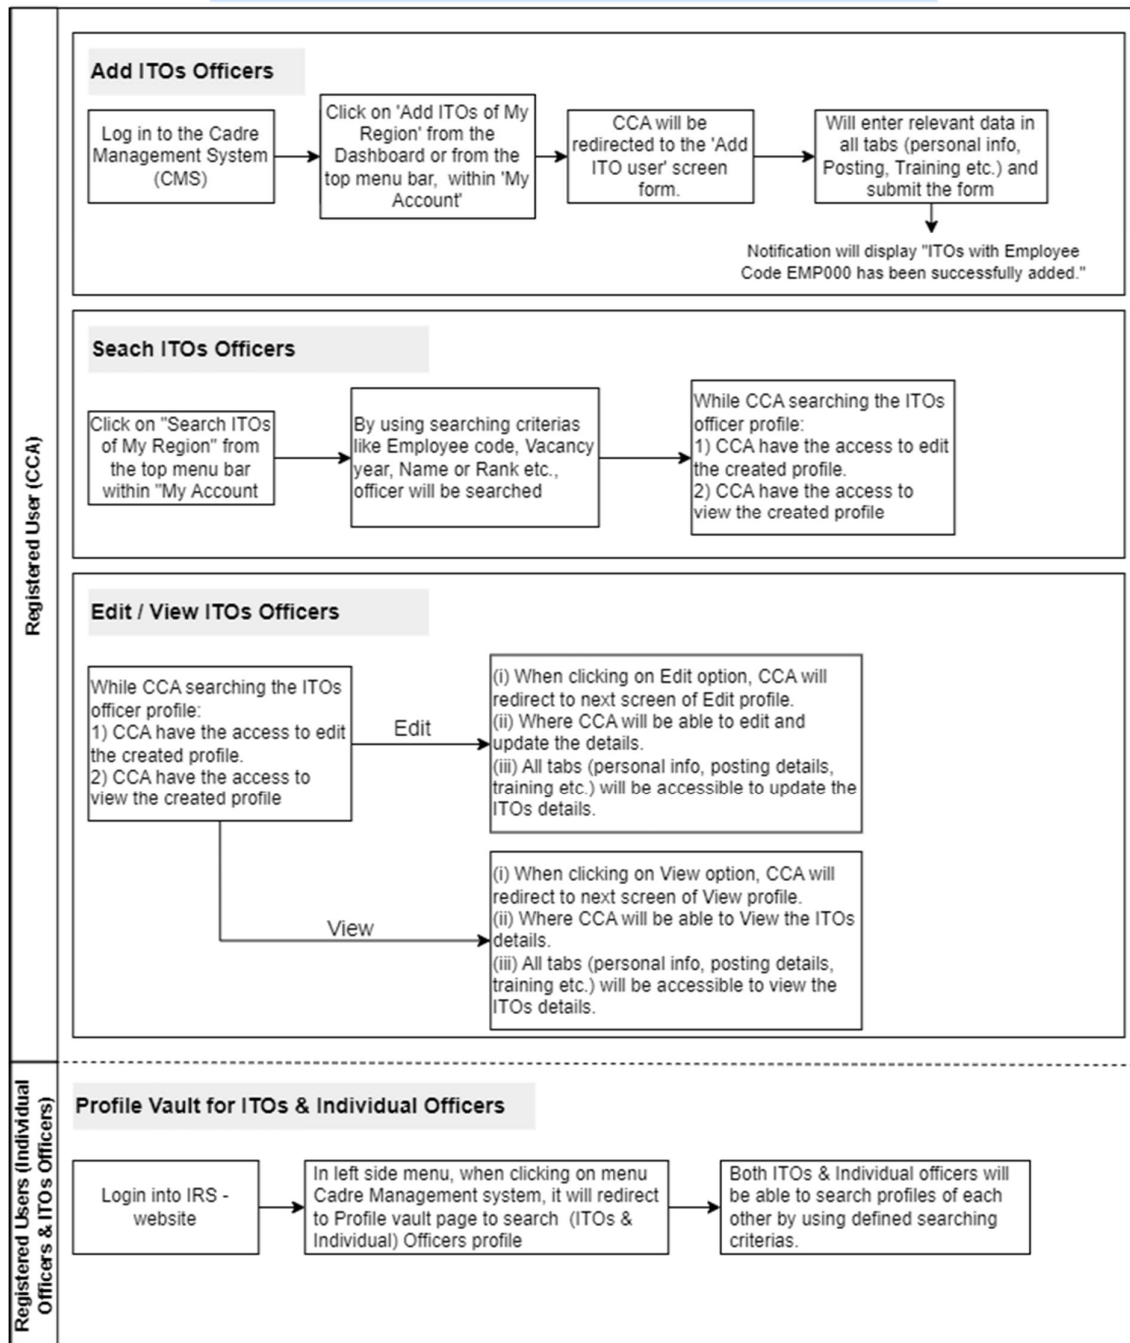 Add ITOs Officers
Log in to the Cadre
Management System
(CMS)
Click on 'Add ITOs of My
Region' from the
Dashboard or from the
top menu bar, within 'My
Account'
CCA will be
redirected to the 'Add
ITO user' screen
form.
Will enter relevant data in
all tabs (personal info,
Posting, Training etc.) and
submit the form
Notification will display "ITOs with Employee
Code EMP000 has been successfully added."
Registered User (CCA)
Seach ITOs Officers
Click on "Search ITOs
of My Region" from
the top menu bar
within "My Account
By using searching criterias
like Employee code, Vacancy
year, Name or Rank etc.,
officer will be searched
While CCA searching the ITOs
officer profile:
1) CCA have the access to edit
the created profile.
2) CCA have the access to
view the created profile
Edit / View ITOs Officers
While CCA searching the ITOs
officer profile:
1) CCA have the access to edit
the created profile.
2) CCA have the access to
view the created profile
Edit
(i) When clicking on Edit option, CCA will
redirect to next screen of Edit profile.
(ii) Where CCA will be able to edit and
update the details.
(iii) All tabs (personal info, posting details,
training etc.) will be accessible to update the
ITOs details.
View
(i) When clicking on View option, CCA will
redirect to next screen of View profile.
(ii) Where CCA will be able to View the ITOs
details.
(iii) All tabs (personal info, posting details,
training etc.) will be accessible to view the
ITOs details.
Registered Users (Individual
Officers & ITOs Officers)
Profile Vault for ITOs & Individual Officers
Login into IRS -
website
In left side menu, when clicking on menu
Cadre Management system, it will redirect
to Profile vault page to search (ITOs &
Individual) Officers profile
Both ITOs & Individual officers will
be able to search profiles of each
other by using defined searching
criterias.